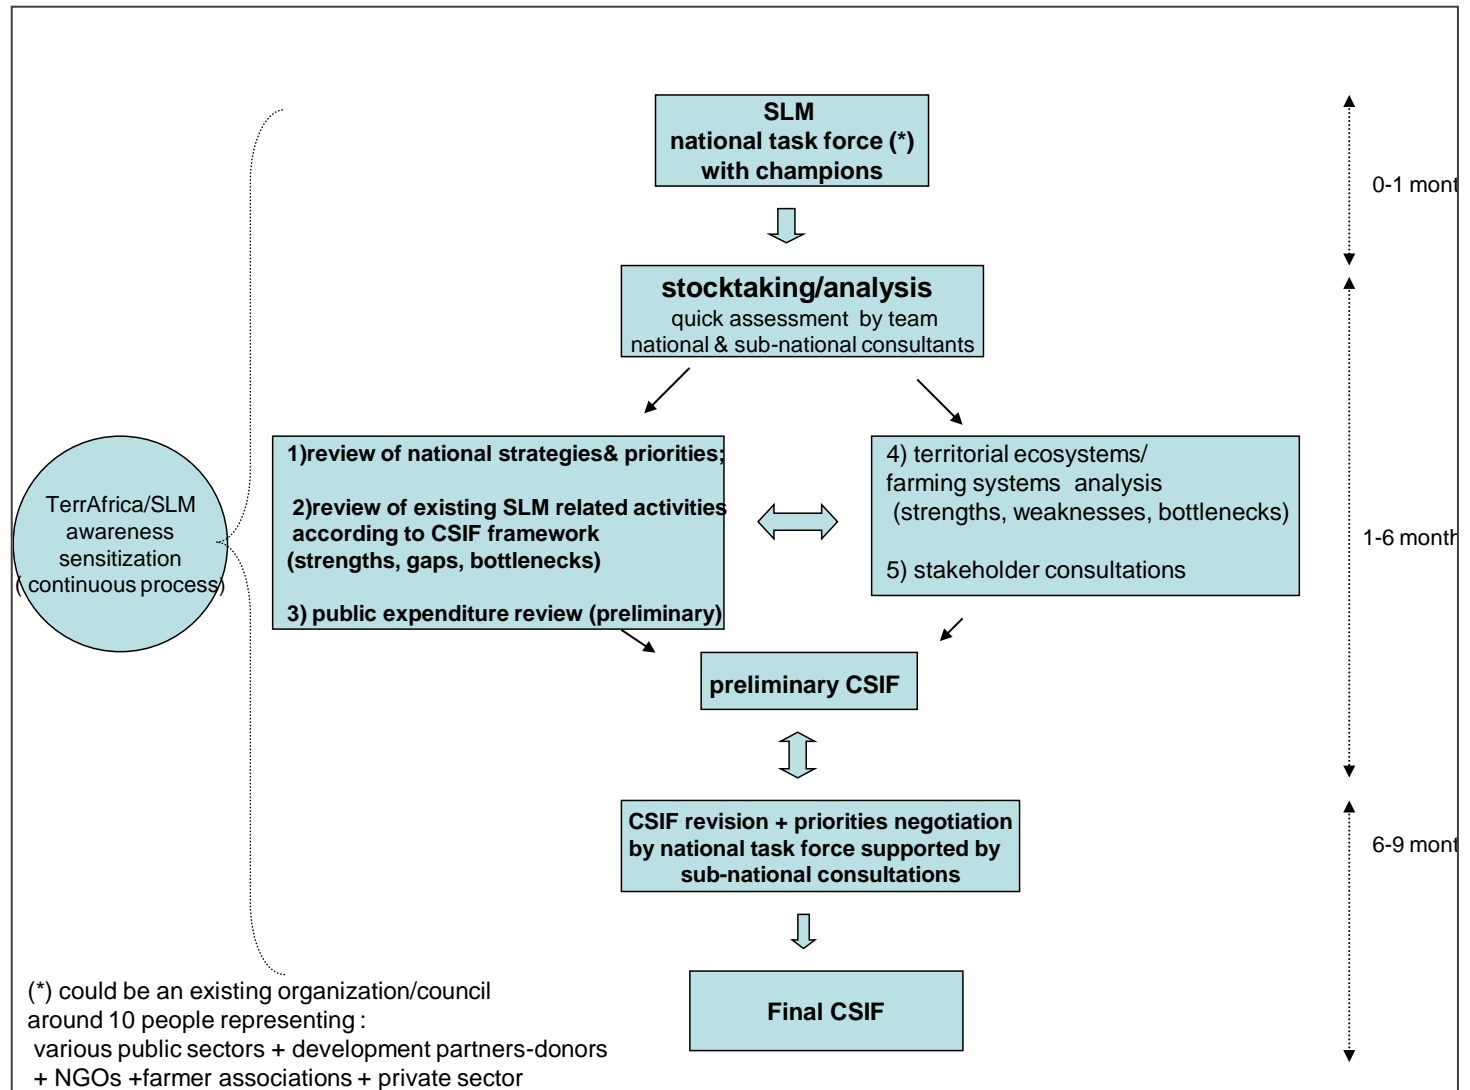 SLM
national task force (*)
with champions
0-1 mont
stocktaking/analysis
quick assessment by team
national & sub-national consultants
1)review of national strategies& priorities;
2)review of existing SLM related activities
according to CSIF framework
(strengths, gaps, bottlenecks)
3) public expenditure review (preliminary)
4) territorial ecosystems/
farming systems analysis
(strengths, weaknesses, bottlenecks)
5) stakeholder consultations
1-6 month
TerrAfrica/SLM
awareness
sensitization
( continuous process)
preliminary CSIF
CSIF revision + priorities negotiation
by national task force supported by
sub-national consultations
6-9 mont
Final CSIF
(*) could be an existing organization/council
around 10 people representing :
various public sectors + development partners-donors
+ NGOs +farmer associations + private sector